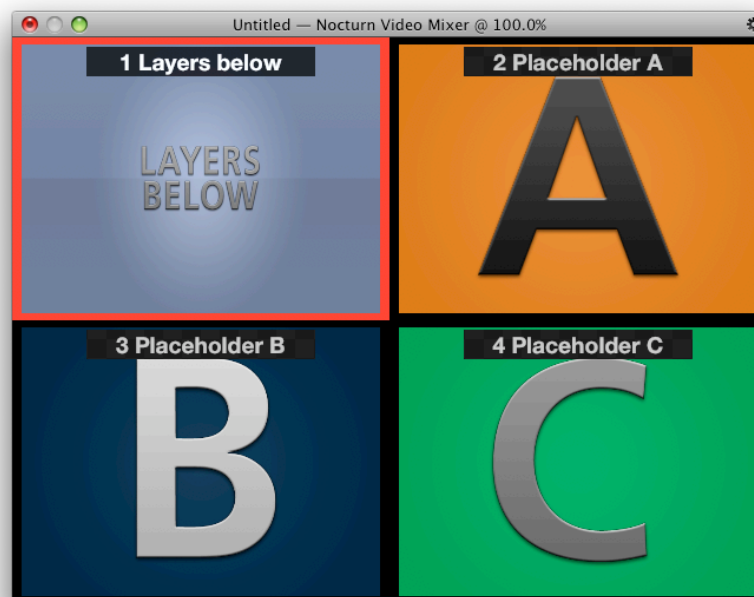 Untitled — Nocturn Video Mixer @ 100.0%
1 Layers below
LAYERS
BELOW
2 Placeholder A
A
3 Placeholder B
B
4 Placeholder C
C